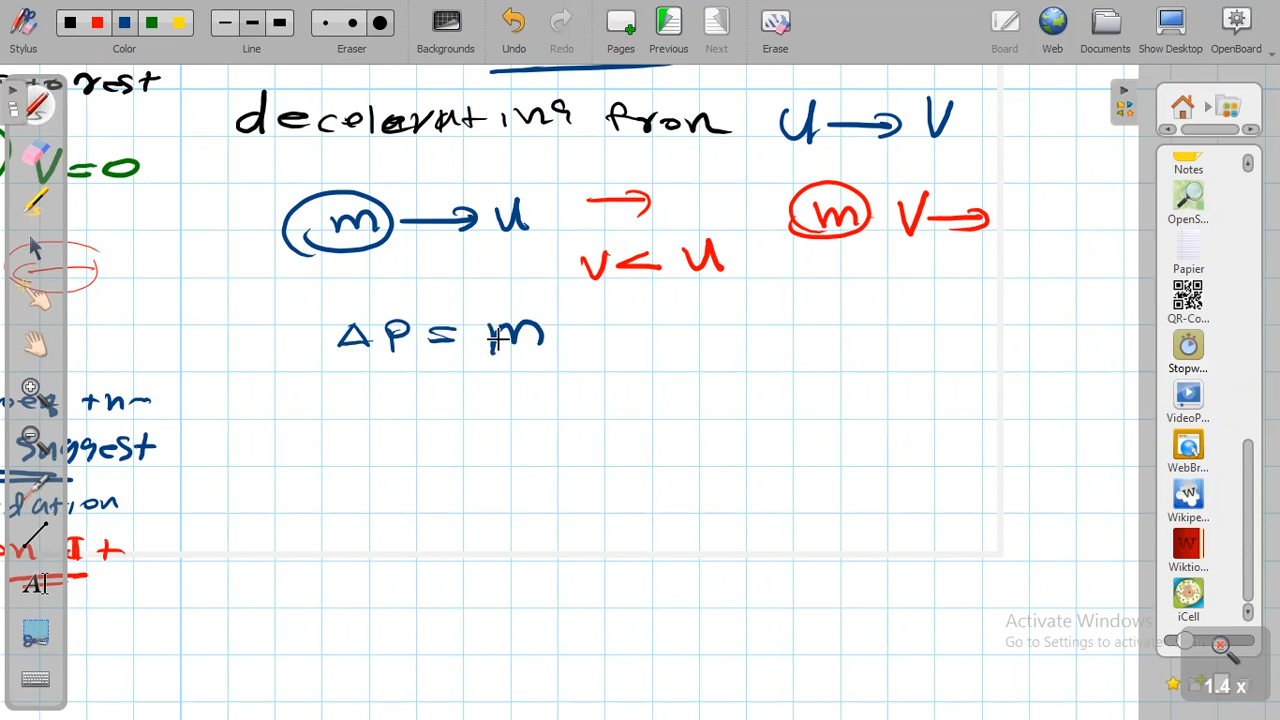 Stylus
Color
Line
Eraser
Backgrounds
Undo
Redo
Pages
Previous
Next
Erase
Board
Web
Documents
Show Desktop
OpenBoard
rest
V=0
decelerating from u → v
m → u
→
m v →
v < u
ΔP = m
Suggest
Notes
OpenS...
Papier
QR-Co...
Stopw...
VideoP...
WebBr...
Wikipe...
Wiktio...
iCell
Activate Windows
Go to Settings to activate
1.4 x